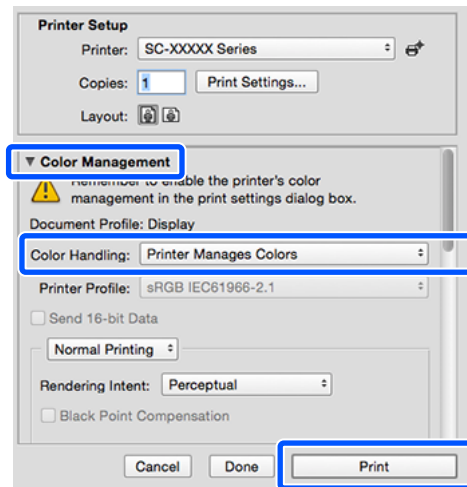 Printer Setup
Printer: SC-XXXXX Series
Copies: 1 Print Settings...
Layout:
▼ Color Management
Remember to enable the printer's color
management in the print settings dialog box.
Document Profile: Display
Color Handling: Printer Manages Colors
Printer Profile: sRGB IEC61966-2.1
Send 16-bit Data
Normal Printing
Rendering Intent: Perceptual
Black Point Compensation
Cancel Done Print